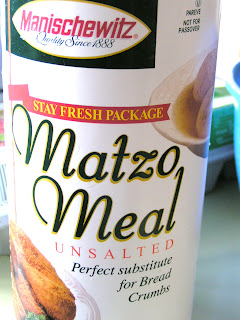 Manischewitz®
Quality Since 1888
U
PAREVE
NOT FOR
PASSOVER
STAY FRESH PACKAGE
Matzo
Meal
UNSALTED
Perfect substitute
for Bread
Crumbs